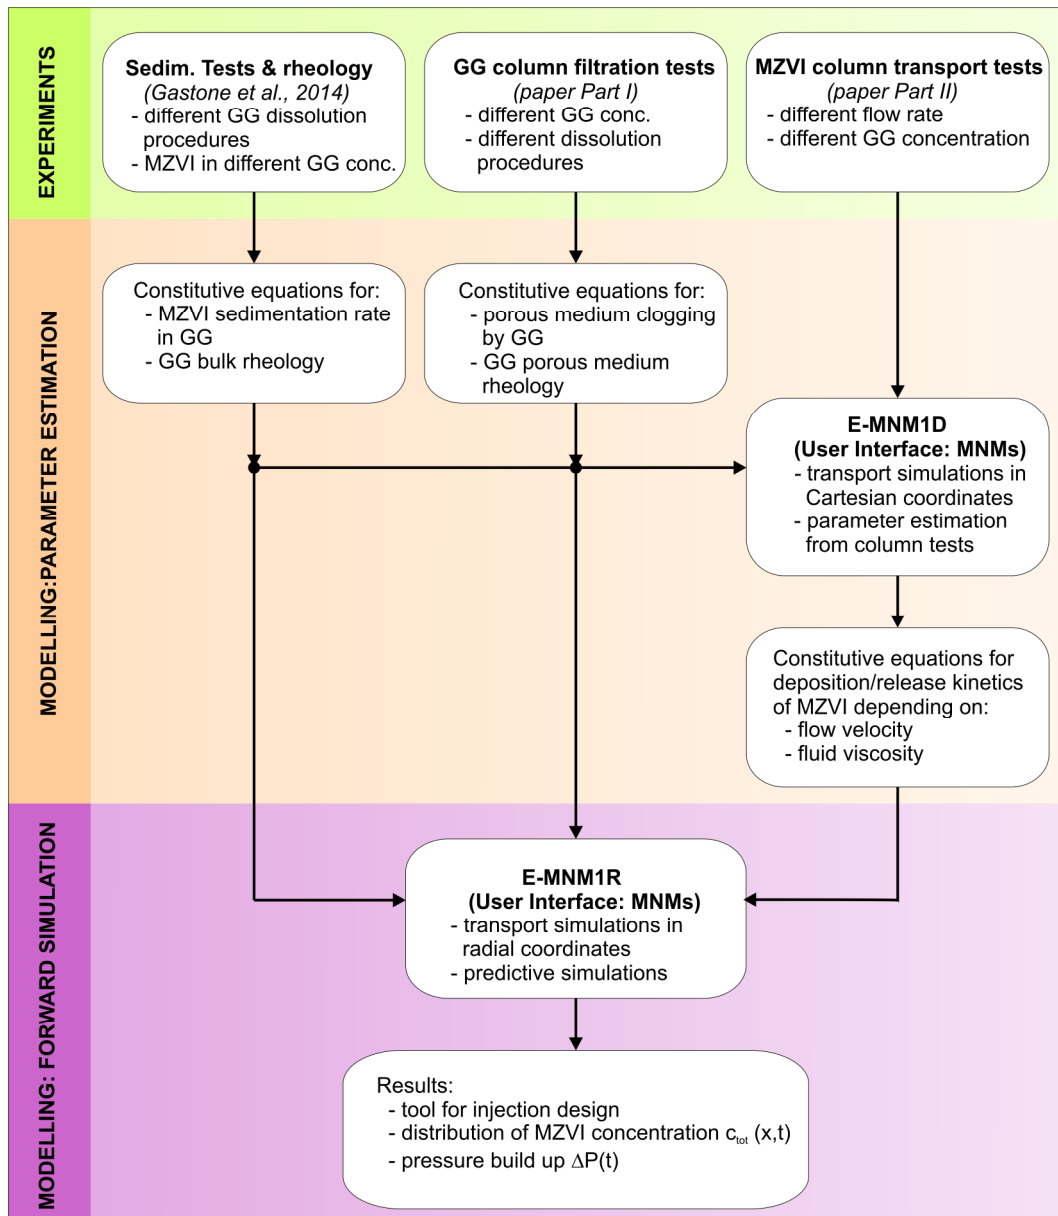 EXPERIMENTS
Sedim. Tests & rheology
(Gastone et al., 2014)
- different GG dissolution
procedures
- MZVI in different GG conc.
GG column filtration tests
(paper Part I)
- different GG conc.
- different dissolution
procedures
MZVI column transport tests
(paper Part II)
- different flow rate
- different GG concentration
MODELLING:PARAMETER ESTIMATION
Constitutive equations for:
- MZVI sedimentation rate
in GG
- GG bulk rheology
Constitutive equations for:
- porous medium clogging
by GG
- GG porous medium
rheology
E-MNM1D
(User Interface: MNMs)
- transport simulations in
Cartesian coordinates
- parameter estimation
from column tests
Constitutive equations for
deposition/release kinetics
of MZVI depending on:
- flow velocity
- fluid viscosity
MODELLING: FORWARD SIMULATION
E-MNM1R
(User Interface: MNMs)
- transport simulations in
radial coordinates
- predictive simulations
Results:
- tool for injection design
- distribution of MZVI concentration c_tot (x,t)
- pressure build up ΔP(t)